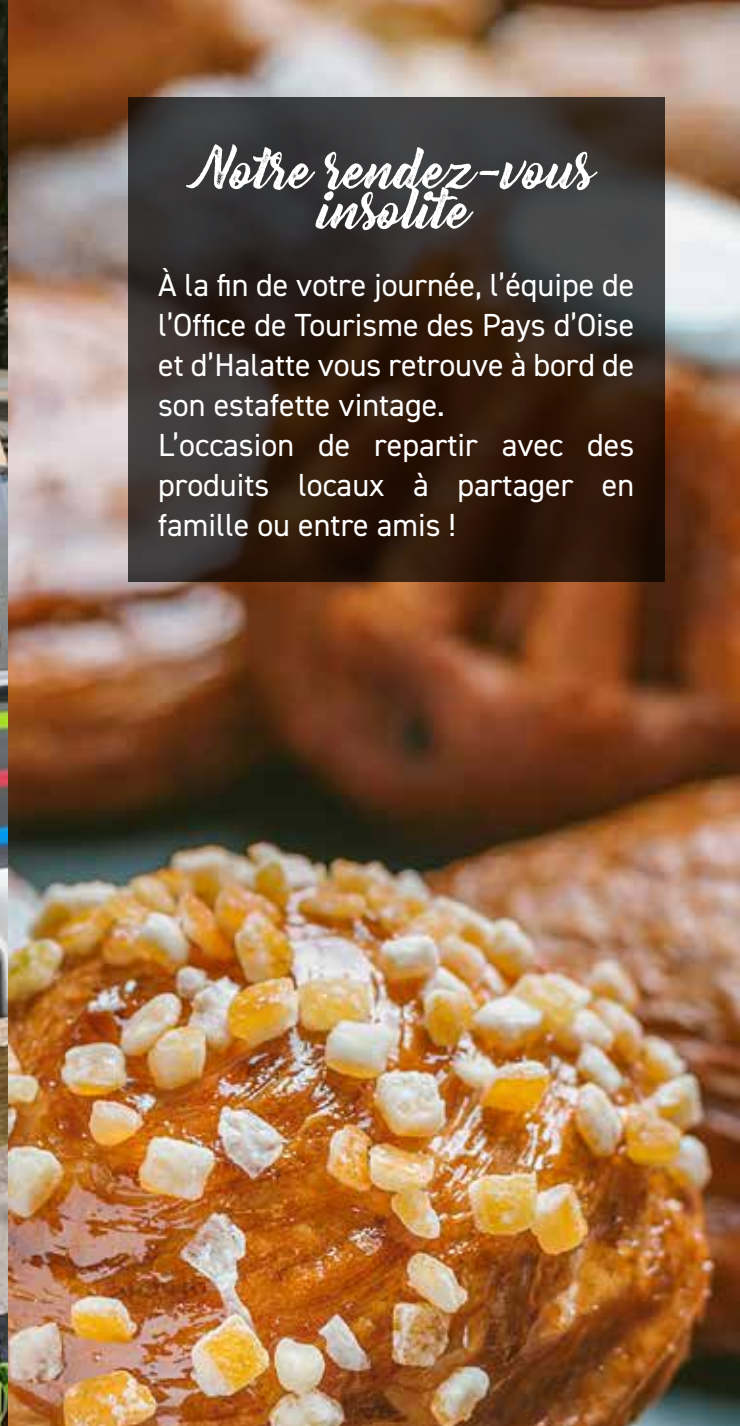 Notre rendez-vous
insolite
À la fin de votre journée, l’équipe de
l’Office de Tourisme des Pays d’Oise
et d’Halatte vous retrouve à bord de
son estafette vintage.
L’occasion de repartir avec des
produits locaux à partager en
famille ou entre amis !